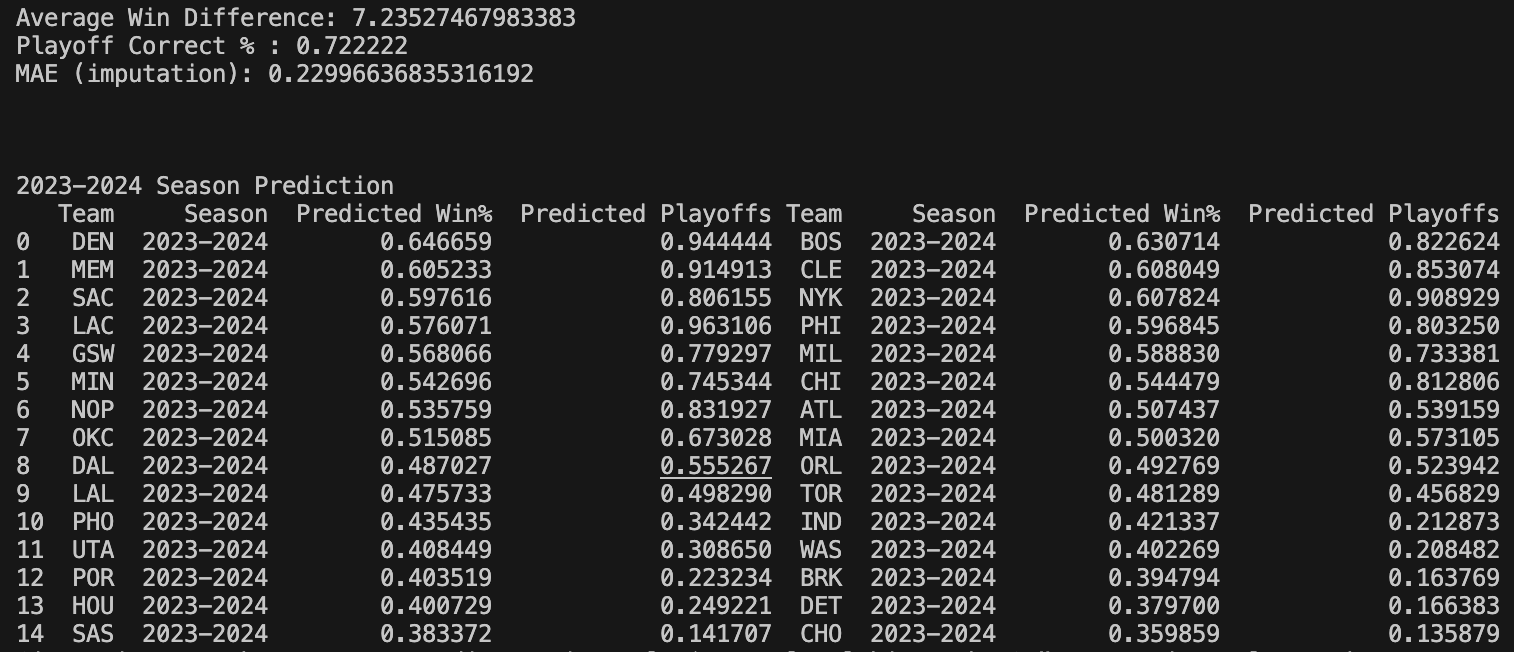 Average Win Difference: 7.23527467983383
Playoff Correct % : 0.722222
MAE (imputation): 0.22996636835316192
2023-2024 Season Prediction
Team Season Predicted Win% Predicted Playoffs Team Season Predicted Win% Predicted Playoffs
0 DEN 2023-2024 0.646659 0.944444 BOS 2023-2024 0.630714 0.822624
1 MEM 2023-2024 0.605233 0.914913 CLE 2023-2024 0.608049 0.853074
2 SAC 2023-2024 0.597616 0.806155 NYK 2023-2024 0.607824 0.908929
3 LAC 2023-2024 0.576071 0.963106 PHI 2023-2024 0.596845 0.803250
4 GSW 2023-2024 0.568066 0.779297 MIL 2023-2024 0.588830 0.733381
5 MIN 2023-2024 0.542696 0.745344 CHI 2023-2024 0.544479 0.812806
6 NOP 2023-2024 0.535759 0.831927 ATL 2023-2024 0.507437 0.539159
7 OKC 2023-2024 0.515085 0.673028 MIA 2023-2024 0.500320 0.573105
8 DAL 2023-2024 0.487027 0.555267 ORL 2023-2024 0.492769 0.523942
9 LAL 2023-2024 0.475733 0.498290 TOR 2023-2024 0.481289 0.456829
10 PHO 2023-2024 0.435435 0.342442 IND 2023-2024 0.421337 0.212873
11 UTA 2023-2024 0.408449 0.308650 WAS 2023-2024 0.402269 0.208482
12 POR 2023-2024 0.403519 0.223234 BRK 2023-2024 0.394794 0.163769
13 HOU 2023-2024 0.400729 0.249221 DET 2023-2024 0.379700 0.166383
14 SAS 2023-2024 0.383372 0.141707 CHO 2023-2024 0.359859 0.135879